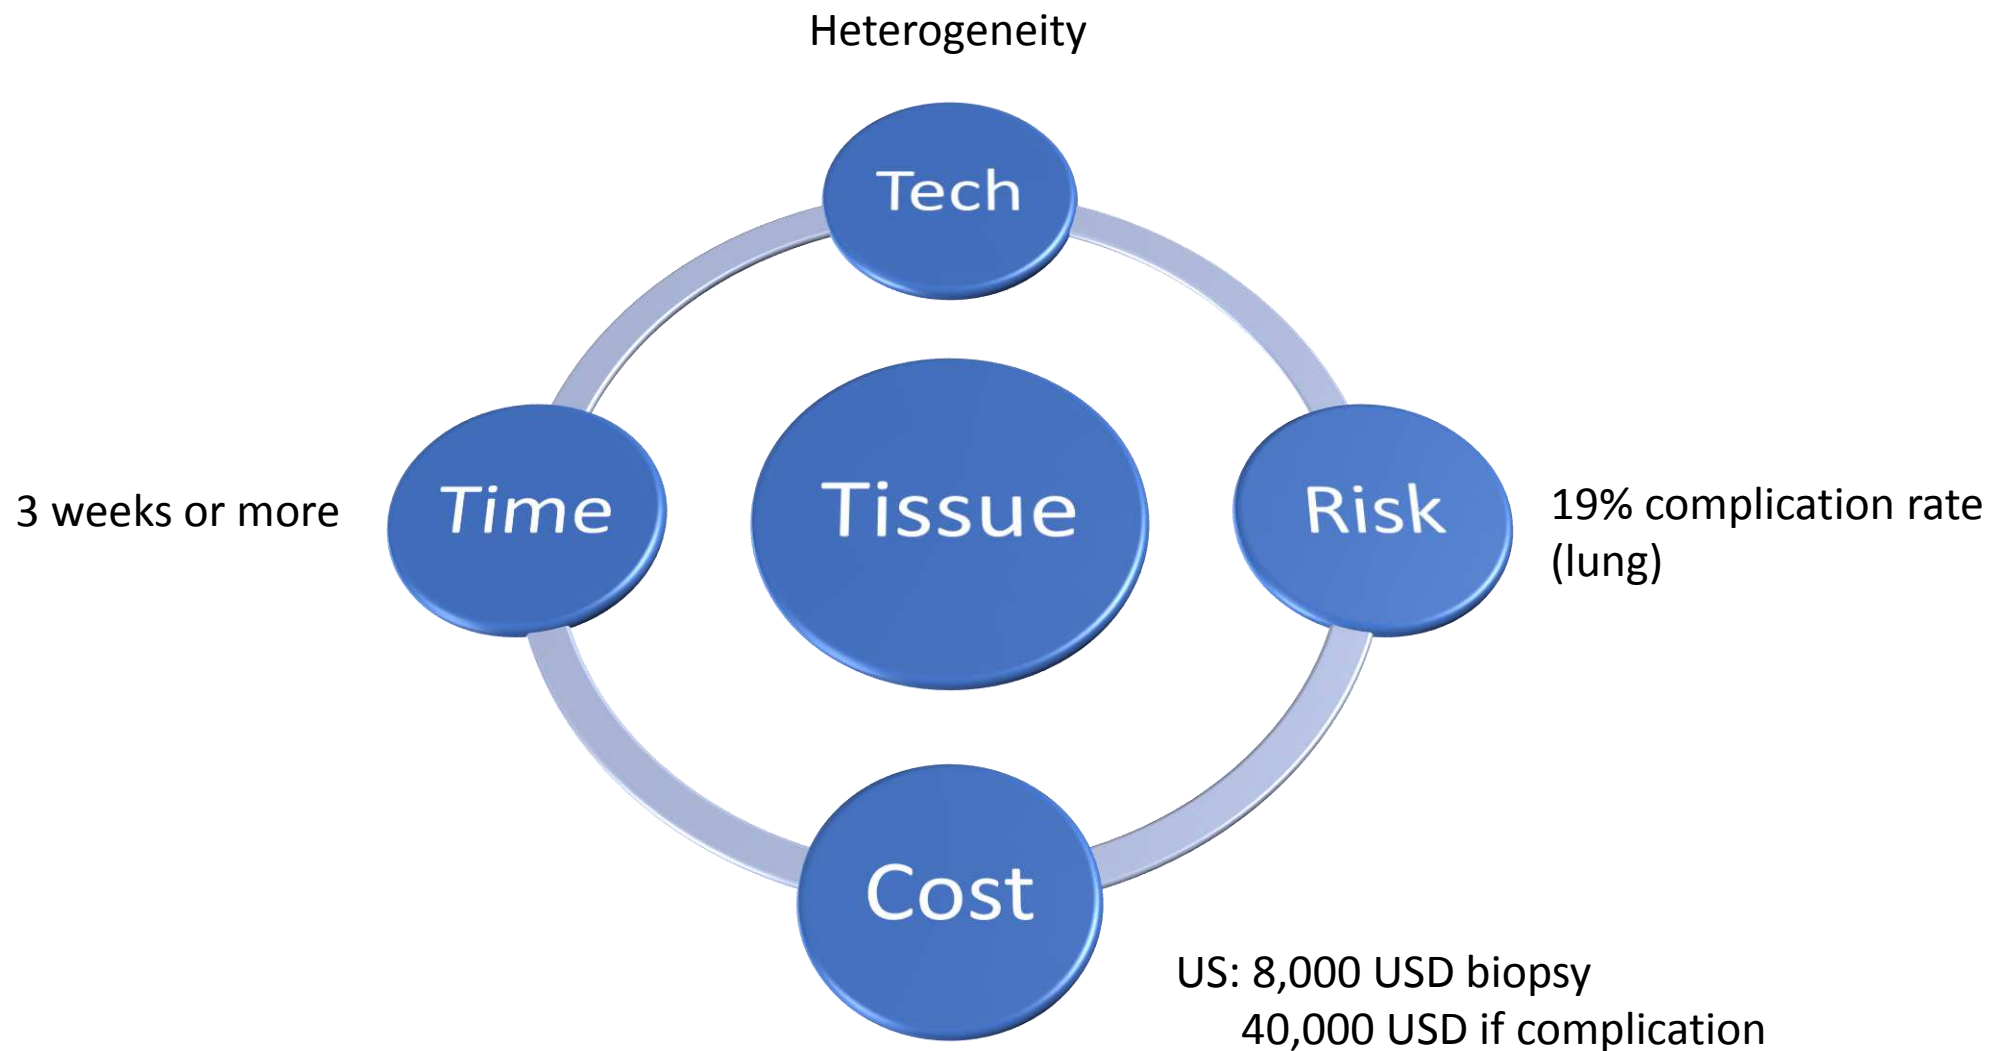 Heterogeneity
Tech
3 weeks or more
Time
Tissue
Risk
19% complication rate
(lung)
Cost
US: 8,000 USD biopsy
40,000 USD if complication